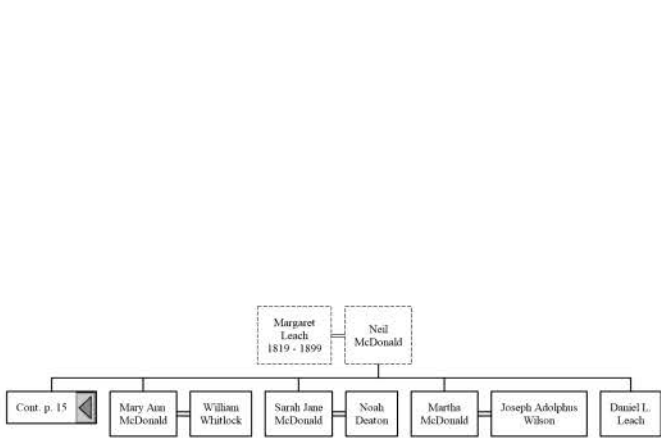 Margaret
Leach
1819 - 1899
Neil
McDonald
Cont. p. 15
Mary Ann
McDonald
William
Whitlock
Sarah Jane
McDonald
Noah
Deaton
Martha
McDonald
Joseph Adolphus
Wilson
Daniel L.
Leach